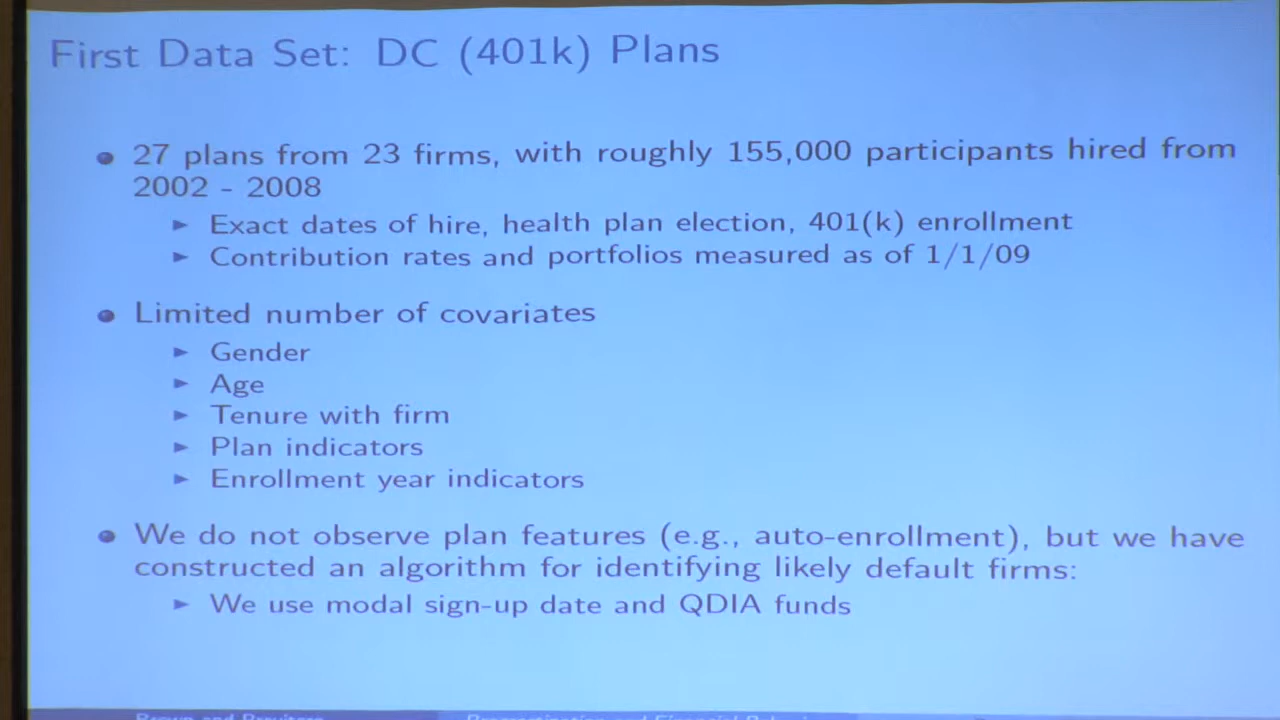 First Data Set: DC (401k) Plans
27 plans from 23 firms, with roughly 155,000 participants hired from
2002 - 2008
Exact dates of hire, health plan election, 401(k) enrollment
Contribution rates and portfolios measured as of 1/1/09
Limited number of covariates
Gender
Age
Tenure with firm
Plan indicators
Enrollment year indicators
We do not observe plan features (e.g., auto-enrollment), but we have
constructed an algorithm for identifying likely default firms:
We use modal sign-up date and QDIA funds